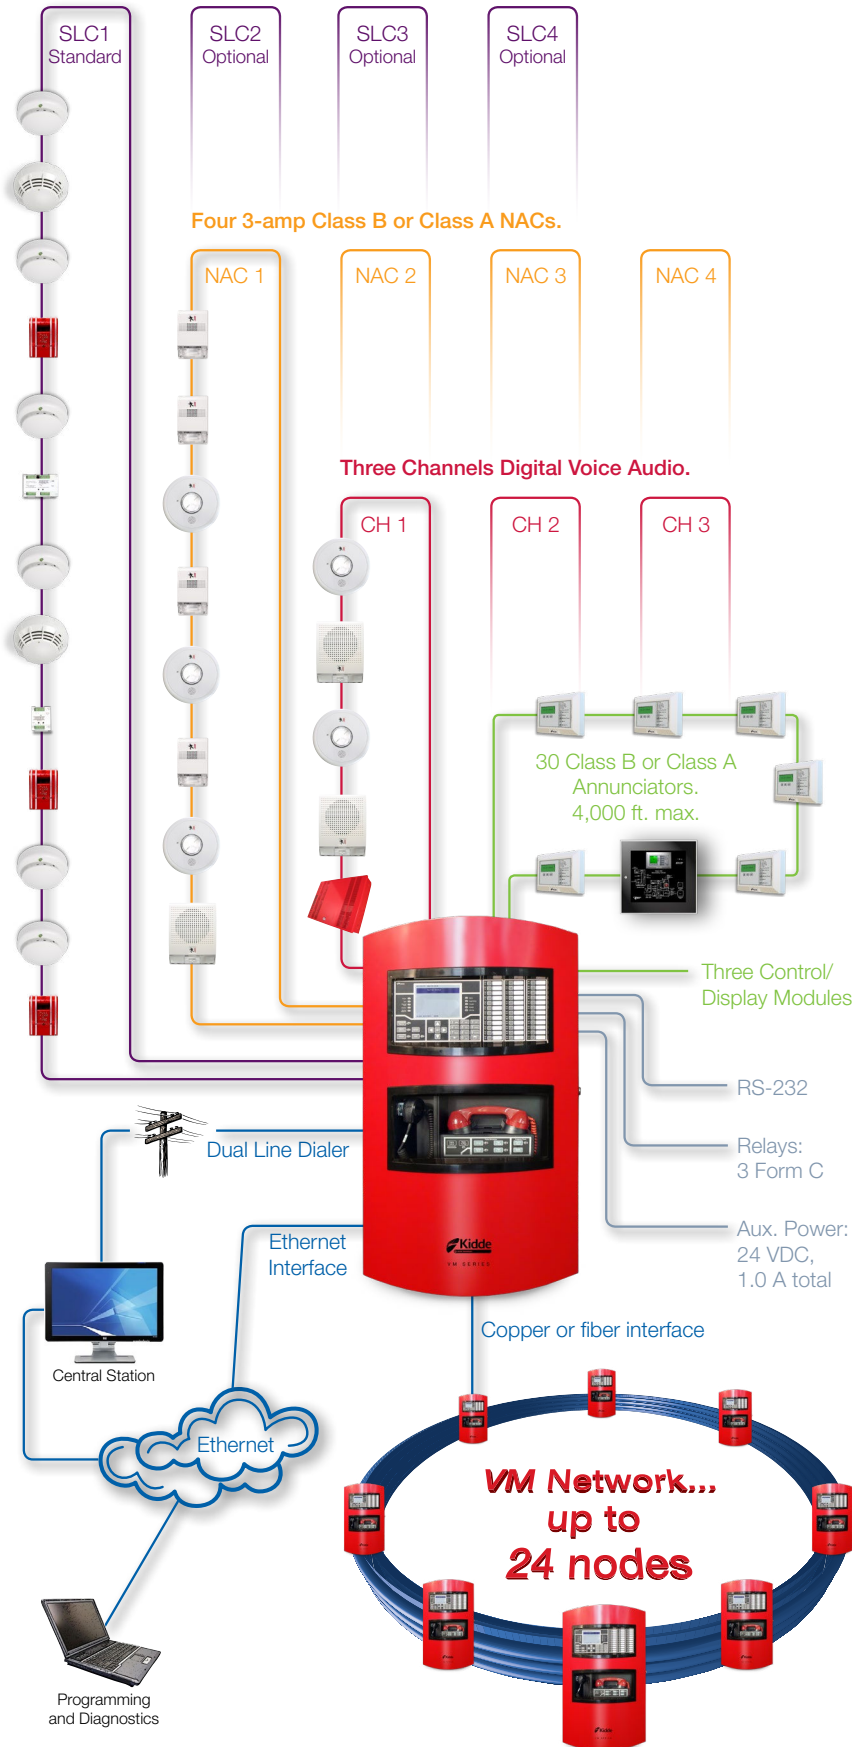 SLC1
Standard
SLC2
Optional
SLC3
Optional
SLC4
Optional
Four 3-amp Class B or Class A NACs.
NAC 1
NAC 2
NAC 3
NAC 4
Three Channels Digital Voice Audio.
CH 1
CH 2
CH 3
30 Class B or Class A
Annunciators.
4,000 ft. max.
Three Control/
Display Modules
RS-232
Relays:
3 Form C
Aux. Power:
24 VDC,
1.0 A total
Dual Line Dialer
Ethernet
Interface
Kidde
VM SERIES
Copper or fiber interface
Central Station
Ethernet
VM Network...
up to
24 nodes
Programming
and Diagnostics
Kidde